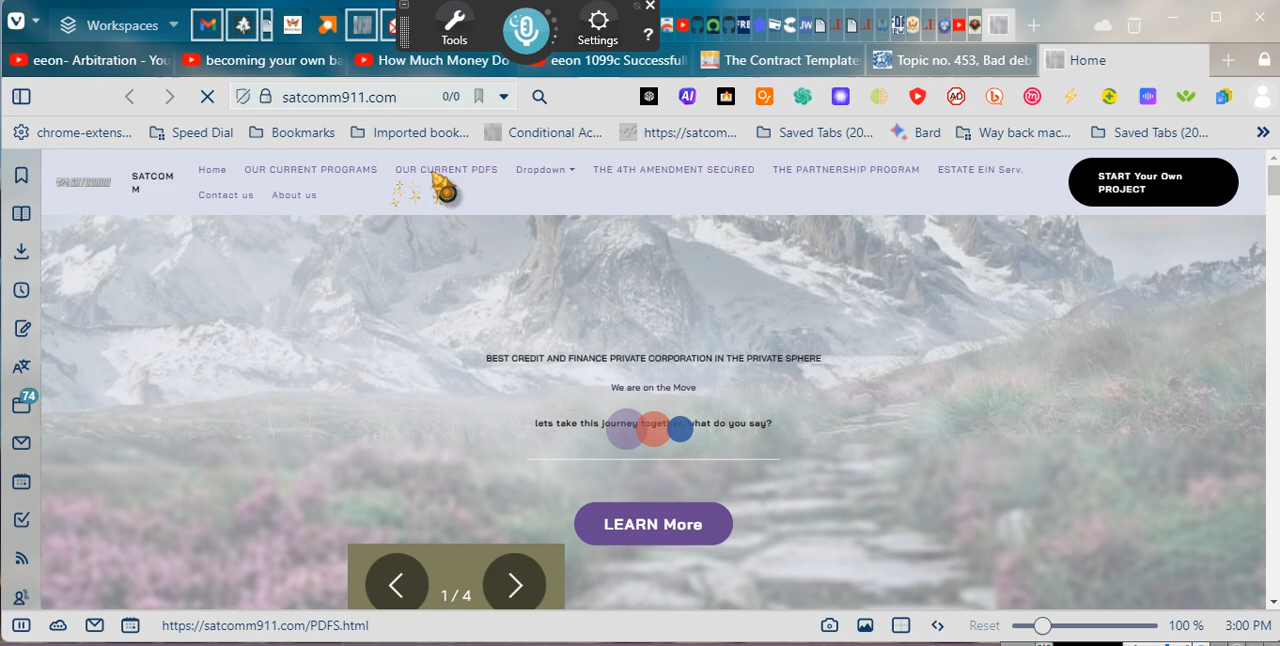 Workspaces
Tools
Settings
?
eeon- Arbitration - You
becoming your own ba
How Much Money Do
eeon 1099c Successfull
The Contract Template
Topic no. 453, Bad deb
Home
satcomm911.com
0/0
chrome-extens...
Speed Dial
Bookmarks
Imported book...
Conditional Ac...
https://satcom...
Saved Tabs (20...
Bard
Way back mac...
Saved Tabs (20...
SATCOM
M
Home
OUR CURRENT PROGRAMS
OUR CURRENT PDFS
Dropdown
THE 4TH AMENDMENT SECURED
THE PARTNERSHIP PROGRAM
ESTATE EIN Serv.
Contact us
About us
START Your Own
PROJECT
BEST CREDIT AND FINANCE PRIVATE CORPORATION IN THE PRIVATE SPHERE
We are on the Move
lets take this journey together, what do you say?
LEARN More
1 / 4
74
https://satcomm911.com/PDFS.html
Reset
100 %
3:00 PM